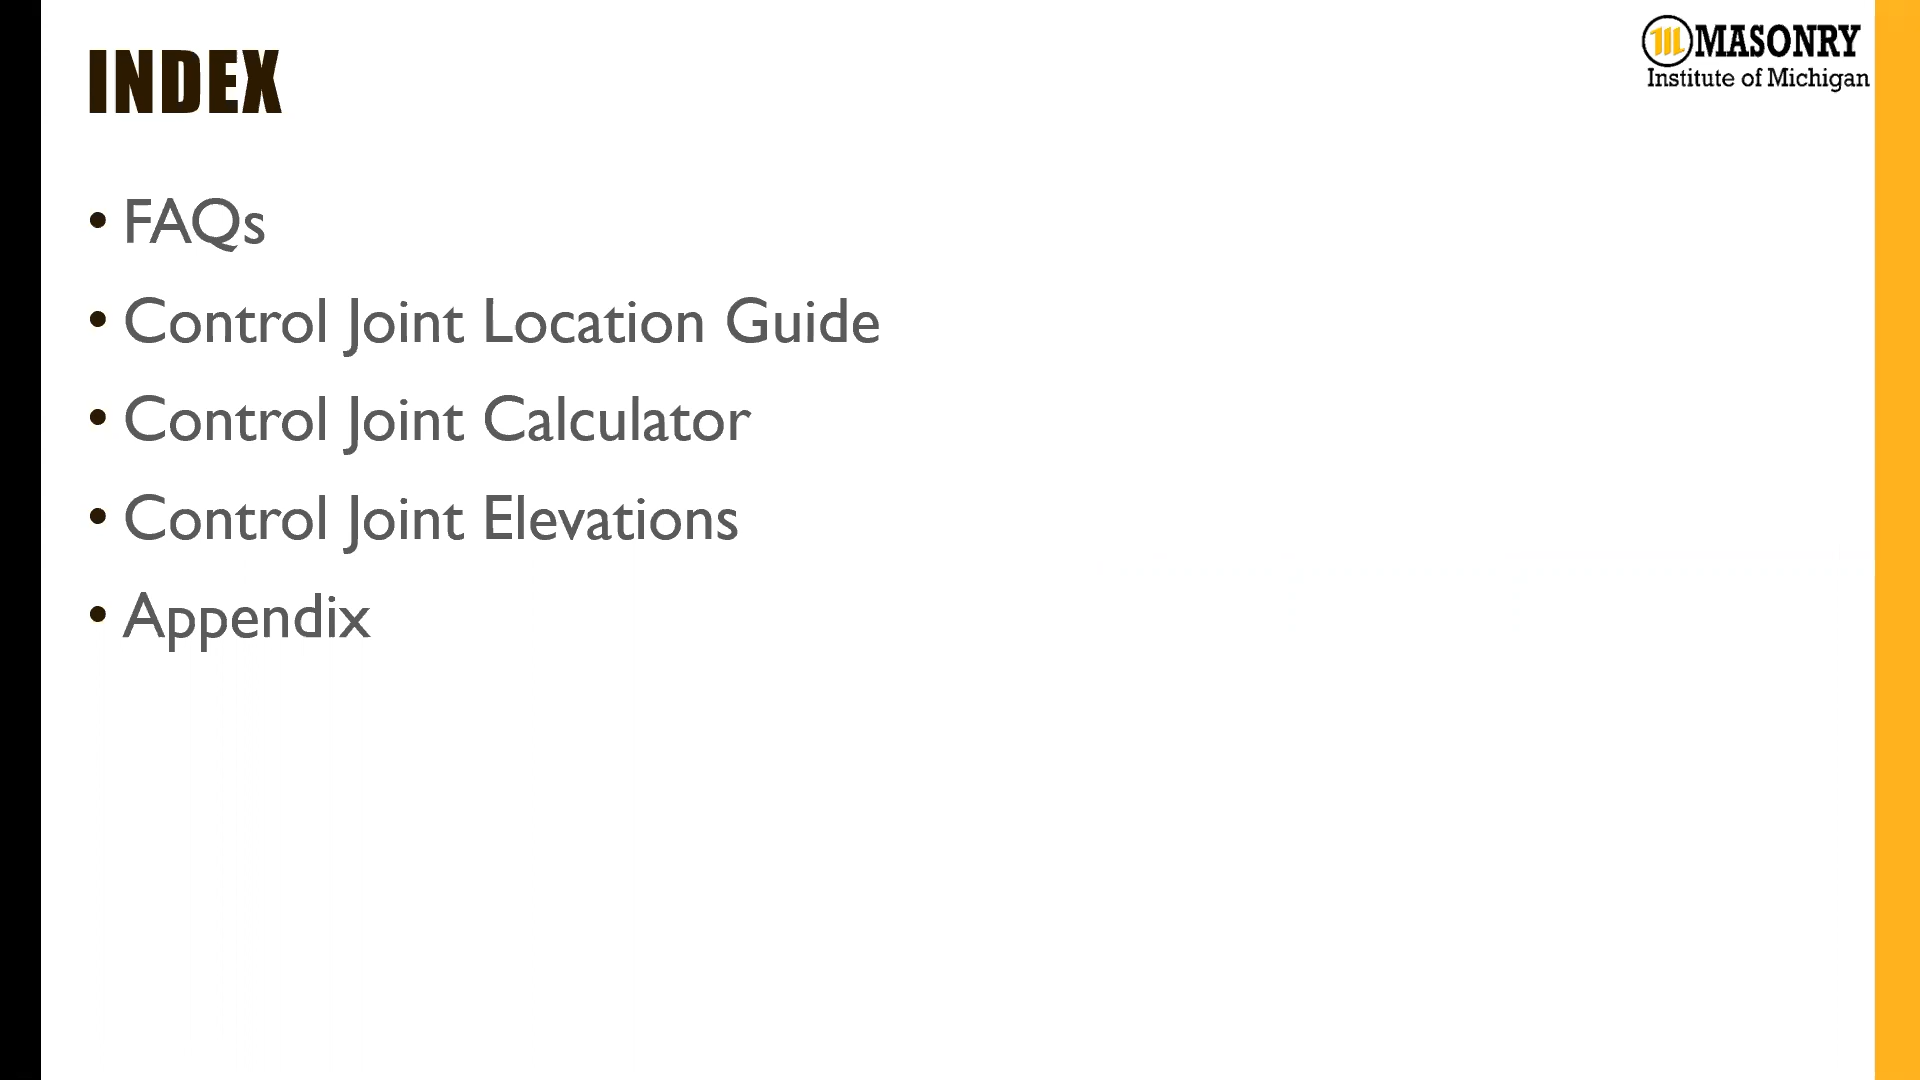 INDEX
MASONRY
Institute of Michigan
• FAQs
• Control Joint Location Guide
• Control Joint Calculator
• Control Joint Elevations
• Appendix